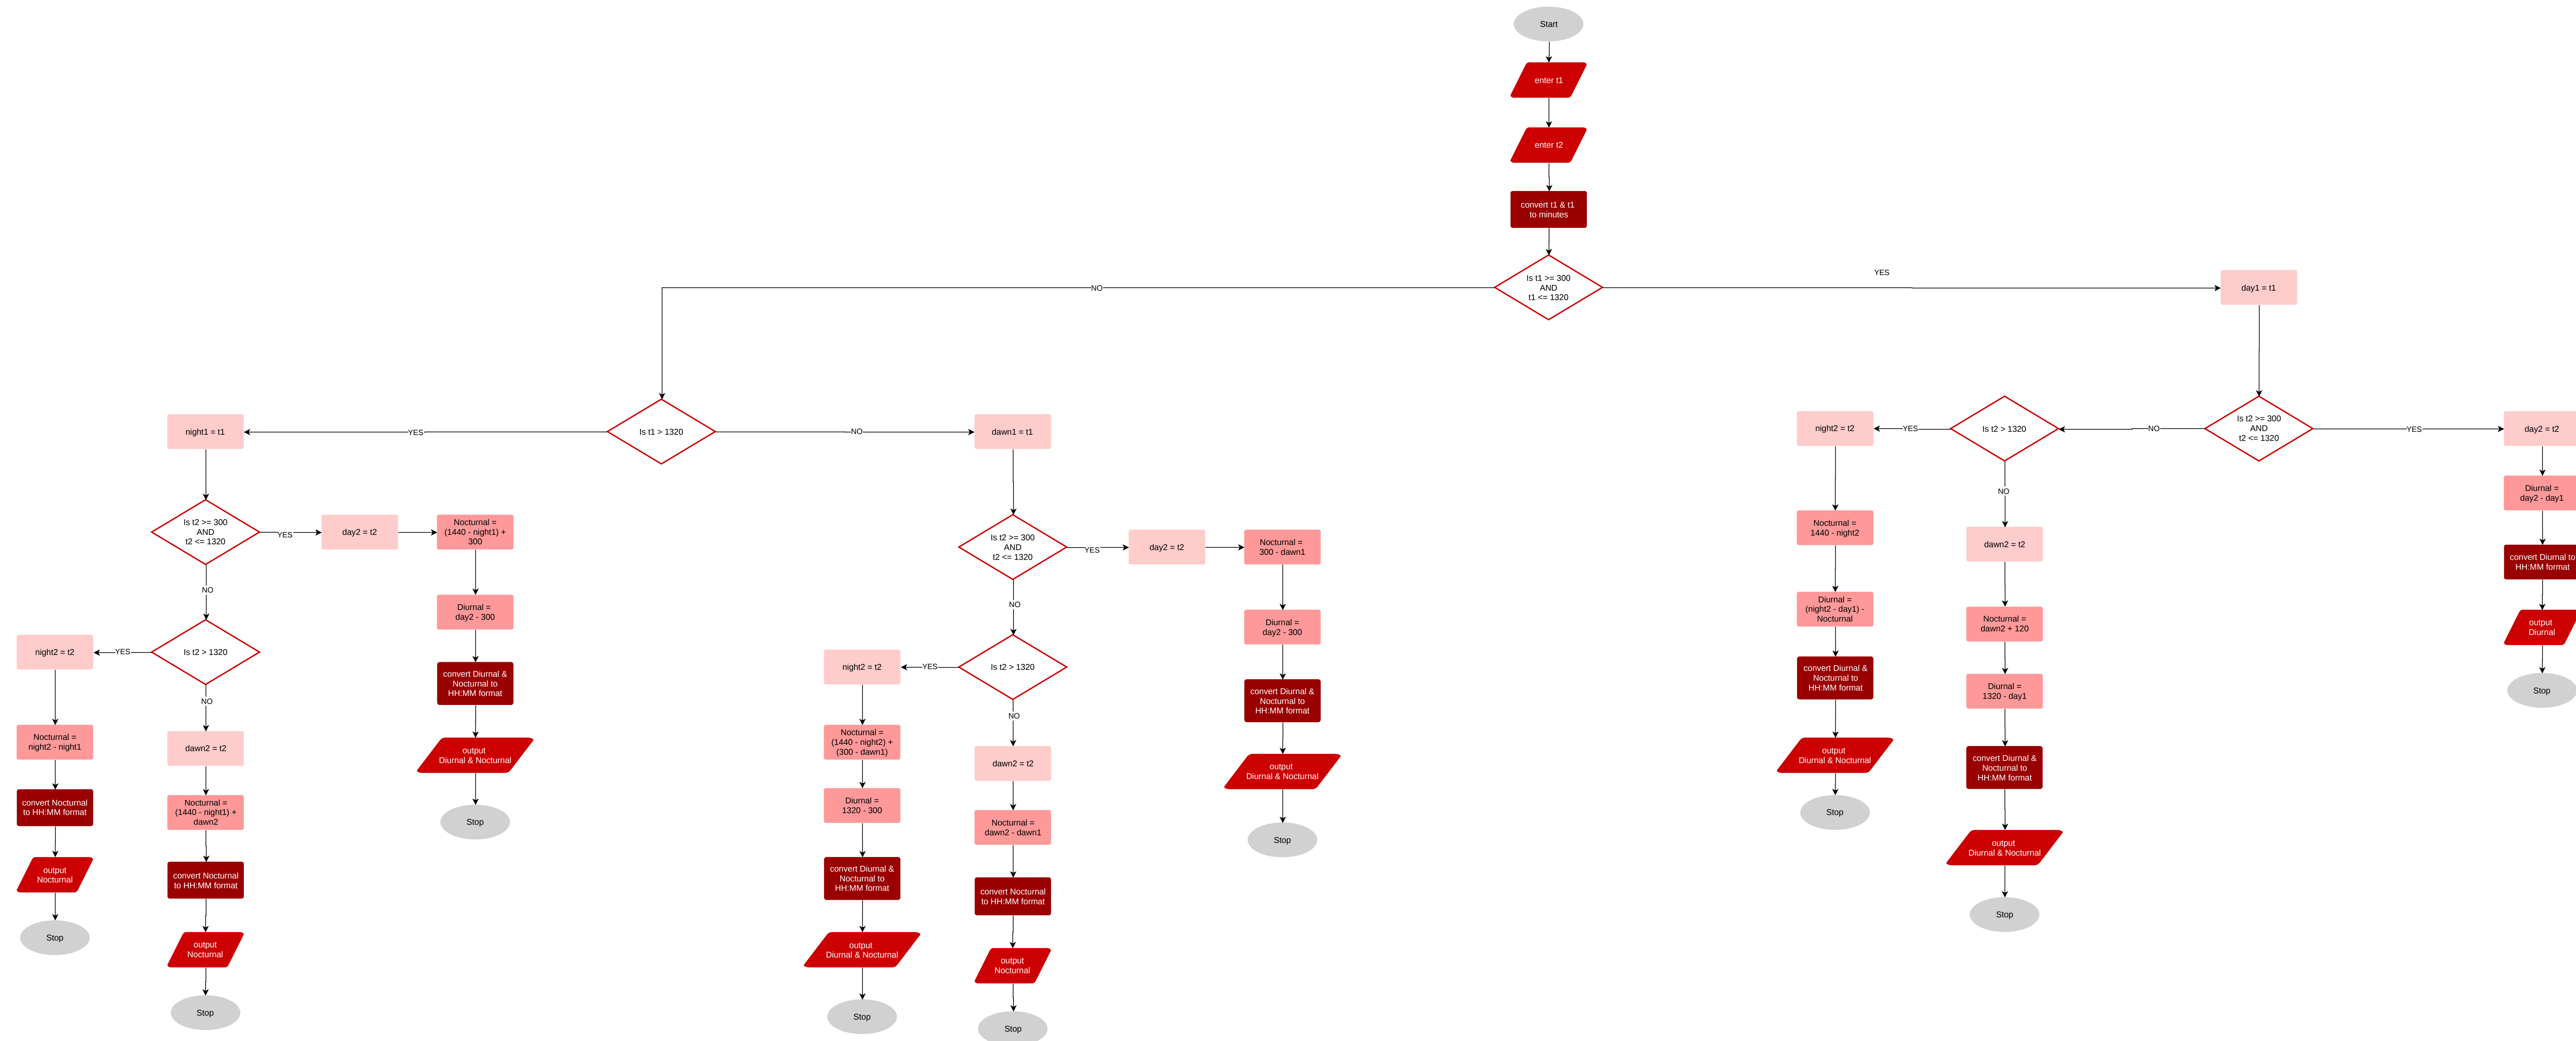 Start
enter t1
enter t2
convert t1 & t1
to minutes
Is t1 >= 300
AND
t1 <= 1320
NO
YES
day1 = t1
Is t1 > 1320
YES
NO
night1 = t1
Is t2 >= 300
AND
t2 <= 1320
YES
day2 = t2
Nocturnal =
(1440 - night1) +
300
Diurnal =
day2 - 300
convert Diurnal &
Nocturnal to
HH:MM format
output
Diurnal & Nocturnal
Stop
NO
Is t2 > 1320
YES
night2 = t2
Nocturnal =
night2 - night1
convert Nocturnal
to HH:MM format
output
Nocturnal
Stop
NO
dawn2 = t2
Nocturnal =
(1440 - night1) +
dawn2
convert Nocturnal
to HH:MM format
output
Nocturnal
Stop
dawn1 = t1
Is t2 >= 300
AND
t2 <= 1320
YES
day2 = t2
Nocturnal =
300 - dawn1
Diurnal =
day2 - 300
convert Diurnal &
Nocturnal to
HH:MM format
output
Diurnal & Nocturnal
Stop
NO
Is t2 > 1320
YES
night2 = t2
Nocturnal =
(1440 - night2) +
(300 - dawn1)
Diurnal =
1320 - 300
convert Diurnal &
Nocturnal to
HH:MM format
output
Diurnal & Nocturnal
Stop
NO
dawn2 = t2
Nocturnal =
dawn2 - dawn1
convert Nocturnal
to HH:MM format
output
Nocturnal
Stop
Is t2 >= 300
AND
t2 <= 1320
NO
YES
Is t2 > 1320
YES
night2 = t2
Nocturnal =
1440 - night2
Diurnal =
(night2 - day1) -
Nocturnal
convert Diurnal &
Nocturnal to
HH:MM format
output
Diurnal & Nocturnal
Stop
NO
dawn2 = t2
Nocturnal =
dawn2 + 120
Diurnal =
1320 - day1
convert Diurnal &
Nocturnal to
HH:MM format
output
Diurnal & Nocturnal
Stop
day2 = t2
Diurnal =
day2 - day1
convert Diurnal to
HH:MM format
output
Diurnal
Stop